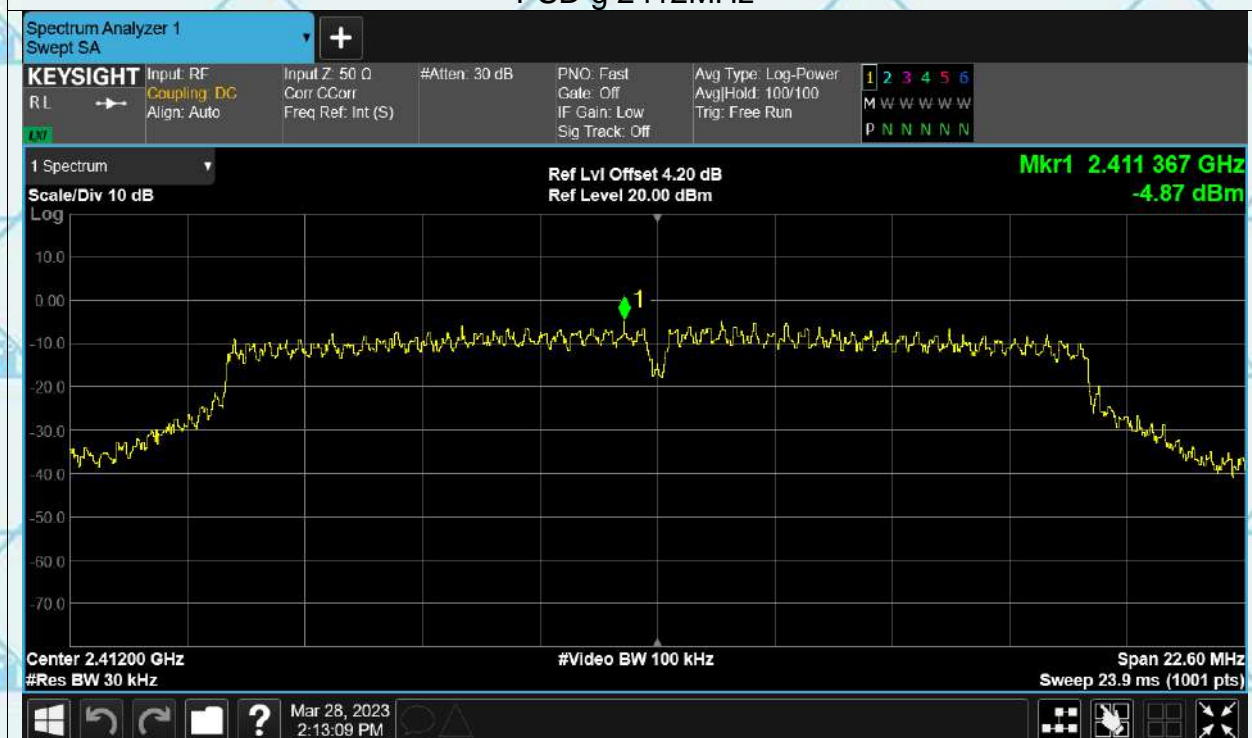 PSD g 2412MHz
Spectrum Analyzer 1
Swept SA
+
KEYSIGHT
RL
LXI
Input: RF
Coupling: DC
Align: Auto
Input Z: 50 Ω
Corr CCorr
Freq Ref: Int (S)
#Atten: 30 dB
PNO: Fast
Gate: Off
IF Gain: Low
Sig Track: Off
Avg Type: Log-Power
Avg|Hold: 100/100
Trig: Free Run
1 2 3 4 5 6
M W W W W W
P N N N N N
1 Spectrum
Scale/Div 10 dB
Ref Lvl Offset 4.20 dB
Ref Level 20.00 dBm
Mkr1 2.411 367 GHz
-4.87 dBm
Log
10.0
0.00
-10.0
-20.0
-30.0
-40.0
-50.0
-60.0
-70.0
1
Center 2.41200 GHz
#Res BW 30 kHz
#Video BW 100 kHz
Span 22.60 MHz
Sweep 23.9 ms (1001 pts)
?
Mar 28, 2023
2:13:09 PM